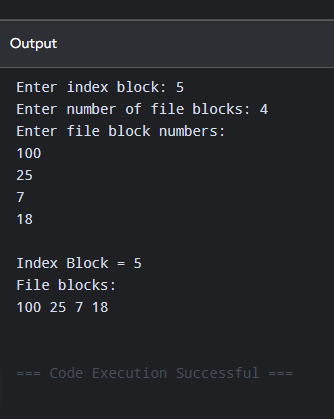 Output
Enter index block: 5
Enter number of file blocks: 4
Enter file block numbers:
100
25
7
18
Index Block = 5
File blocks:
100 25 7 18
=== Code Execution Successful ===